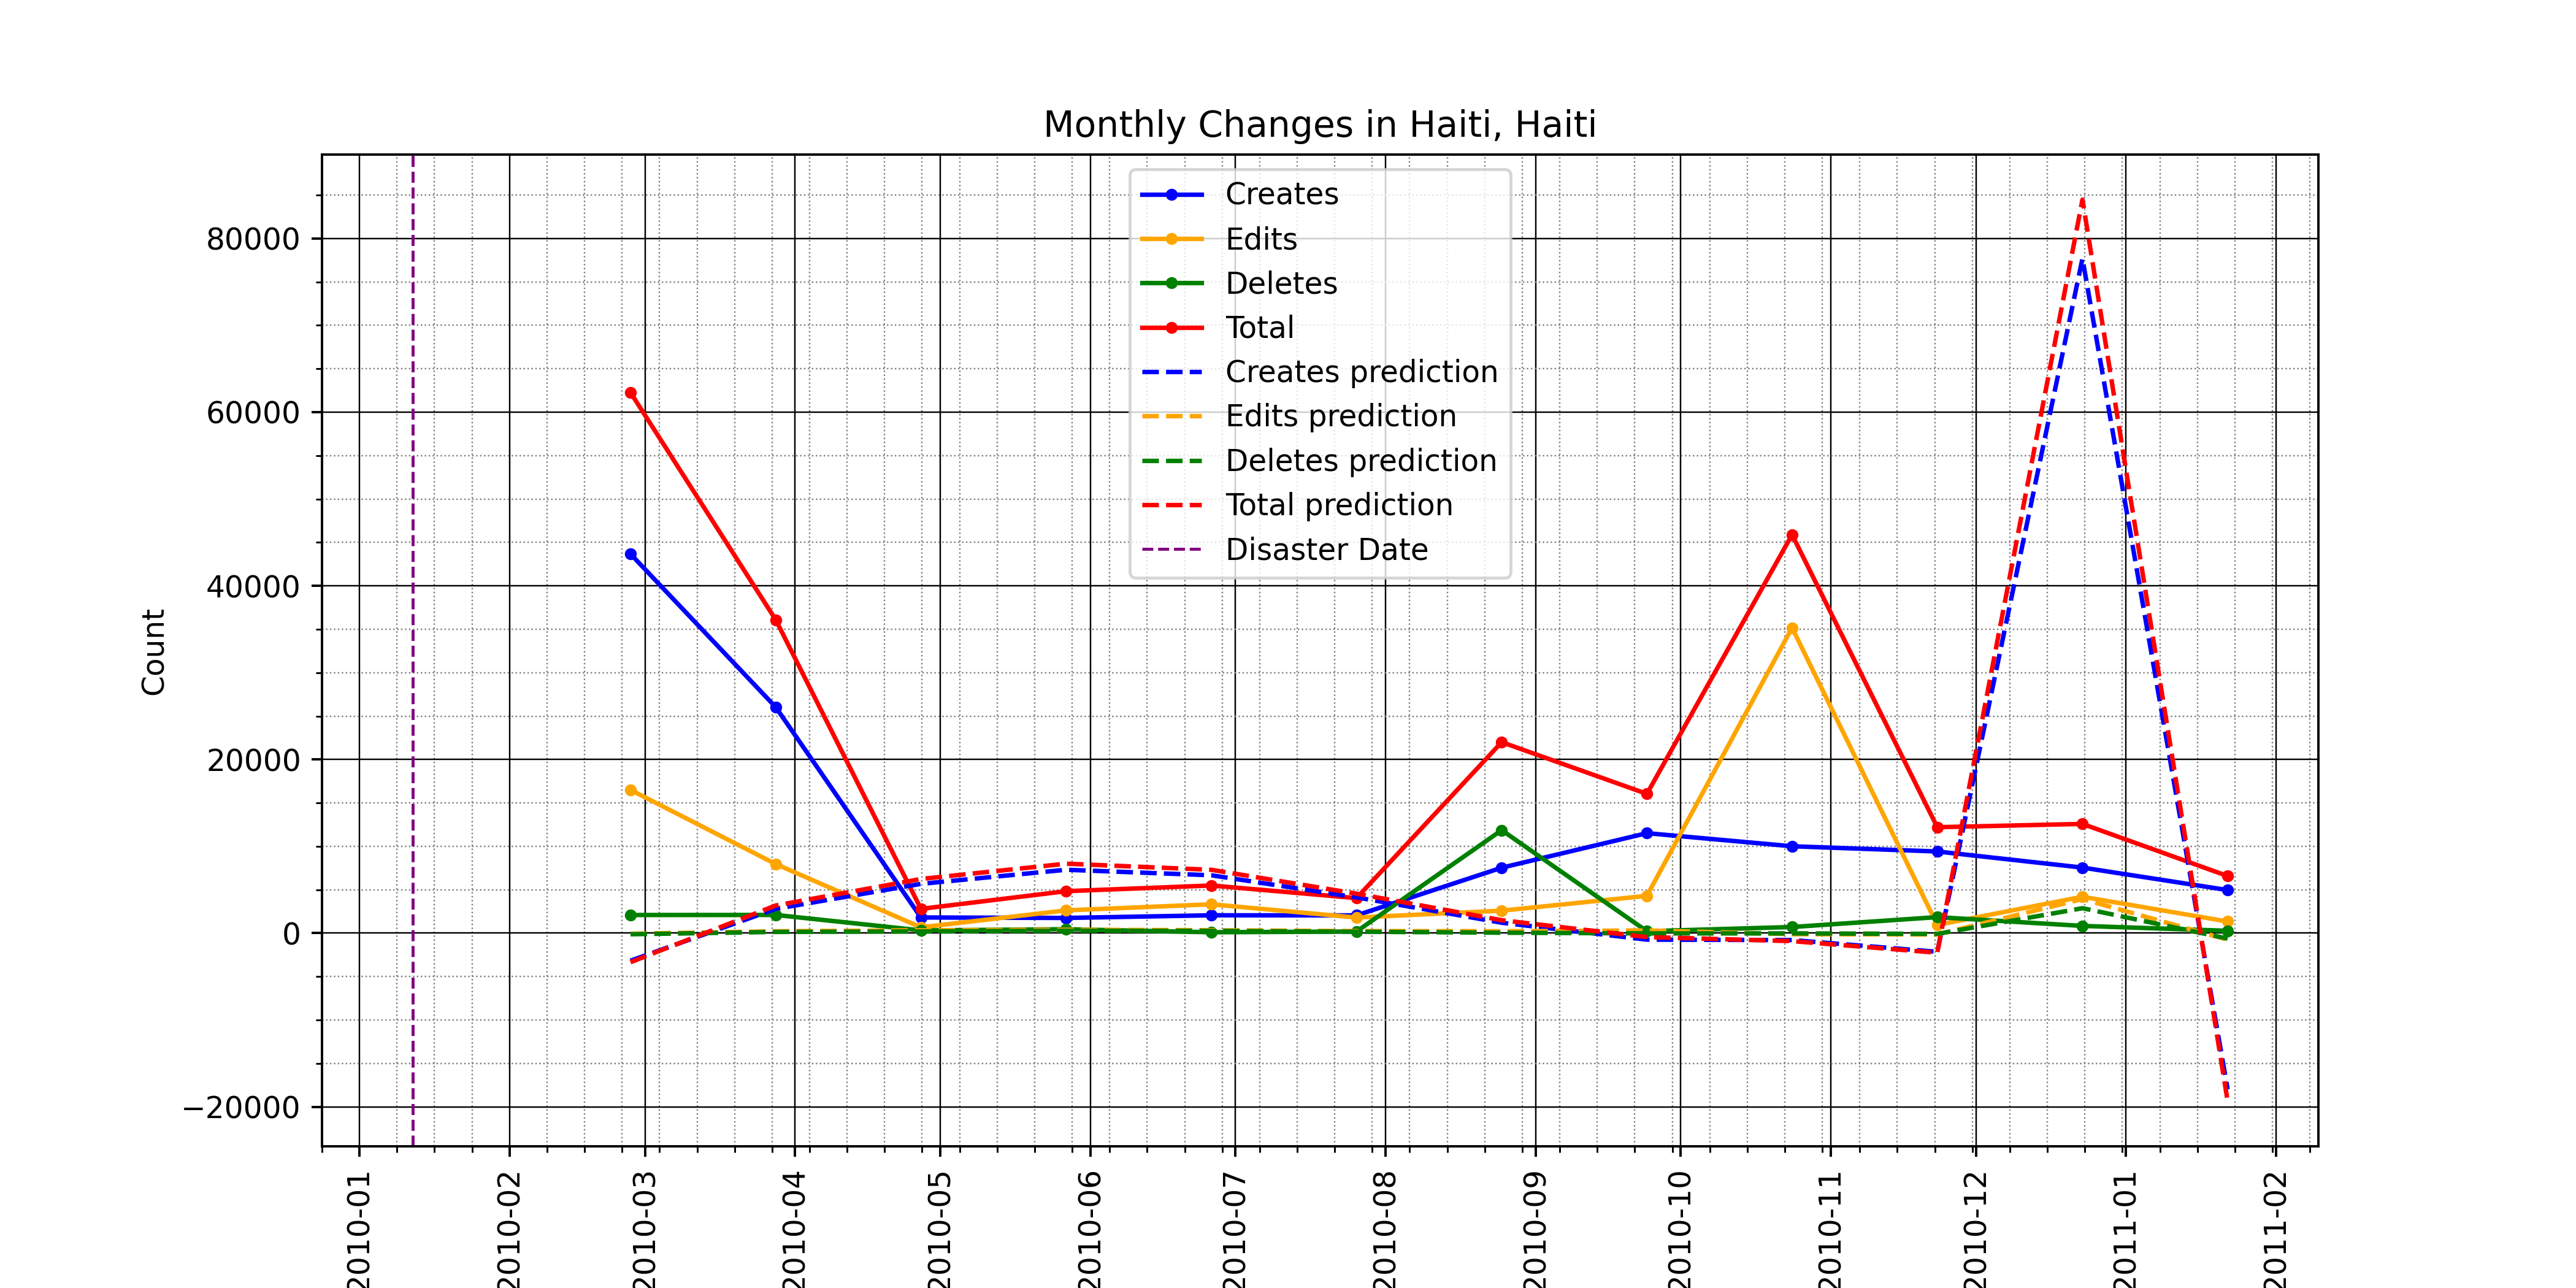 Monthly Changes in Haiti, Haiti
Creates
Edits
Deletes
Total
Creates prediction
Edits prediction
Deletes prediction
Total prediction
Disaster Date
Count
80000
60000
40000
20000
0
−20000
2010-01
2010-02
2010-03
2010-04
2010-05
2010-06
2010-07
2010-08
2010-09
2010-10
2010-11
2010-12
2011-01
2011-02